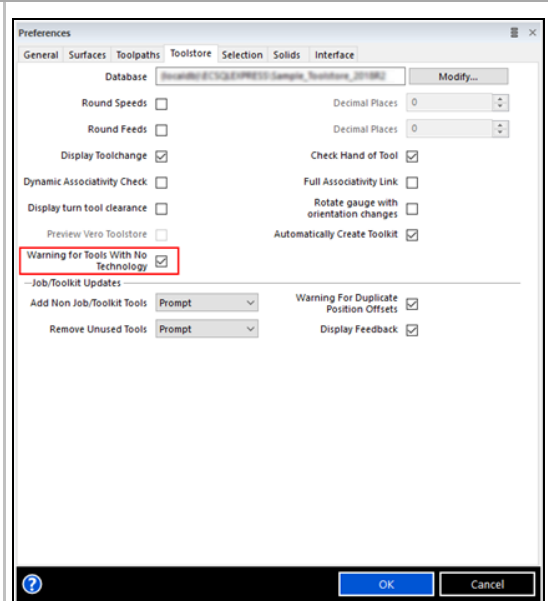 Preferences
General Surfaces Toolpaths Toolstore Selection Solids Interface
Database Modify...
Round Speeds Decimal Places 0
Round Feeds Decimal Places 0
Display Toolchange Check Hand of Tool
Dynamic Associativity Check Full Associativity Link
Display turn tool clearance Rotate gauge with
orientation changes
Preview Vero Toolstore Automatically Create Toolkit
Warning for Tools With No
Technology
Job/Toolkit Updates
Add Non Job/Toolkit Tools Prompt Warning For Duplicate
Position Offsets
Remove Unused Tools Prompt Display Feedback
? OK Cancel